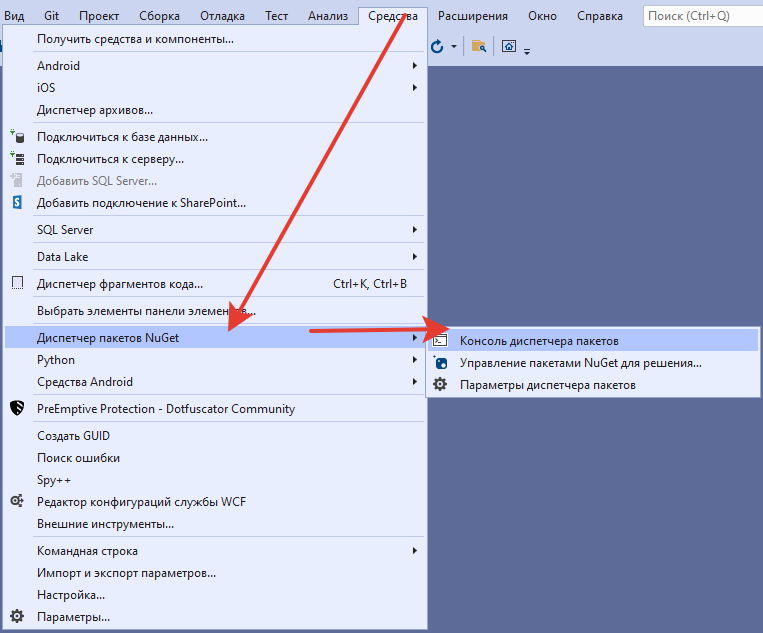 Вид Git Проект Сборка Отладка Тест Анализ Средства Расширения Окно Справка Поиск (Ctrl+Q)
Получить средства и компоненты...
Android
iOS
Диспетчер архивов...
Подключиться к базе данных...
Подключиться к серверу...
Добавить SQL Server...
Добавить подключение к SharePoint...
SQL Server
Data Lake
Диспетчер фрагментов кода... Ctrl+K, Ctrl+B
Выбрать элементы панели элементов...
Диспетчер пакетов NuGet
Консоль диспетчера пакетов
Python
Управление пакетами NuGet для решения...
Средства Android
Параметры диспетчера пакетов
PreEmptive Protection - Dotfuscator Community
Создать GUID
Поиск ошибки
Spy++
Редактор конфигураций службы WCF
Внешние инструменты...
Командная строка
Импорт и экспорт параметров...
Настройка...
Параметры...